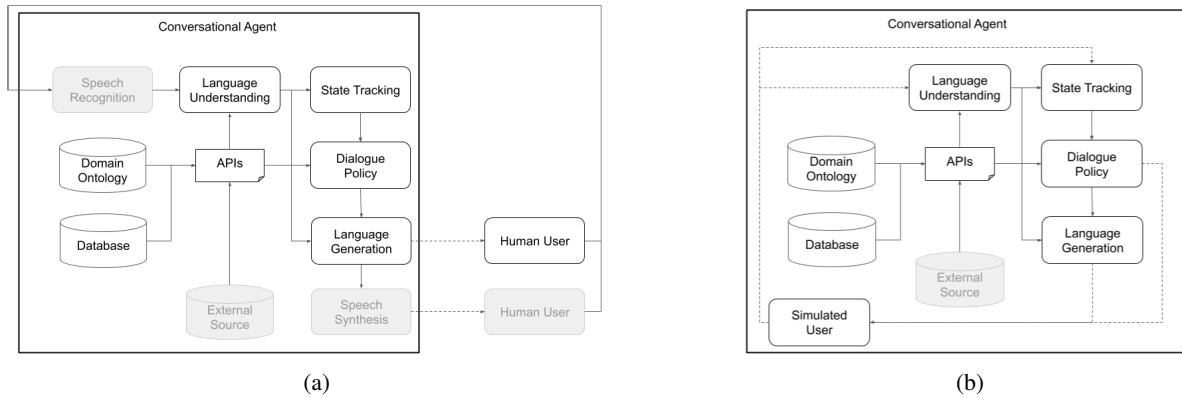 Conversational Agent
Speech
Recognition
Language
Understanding
State Tracking
Domain
Ontology
APIs
Dialogue
Policy
Database
Language
Generation
Human User
External
Source
Speech
Synthesis
Human User
(a)
Conversational Agent
Language
Understanding
State Tracking
Domain
Ontology
APIs
Dialogue
Policy
Database
Language
Generation
External
Source
Simulated
User
(b)